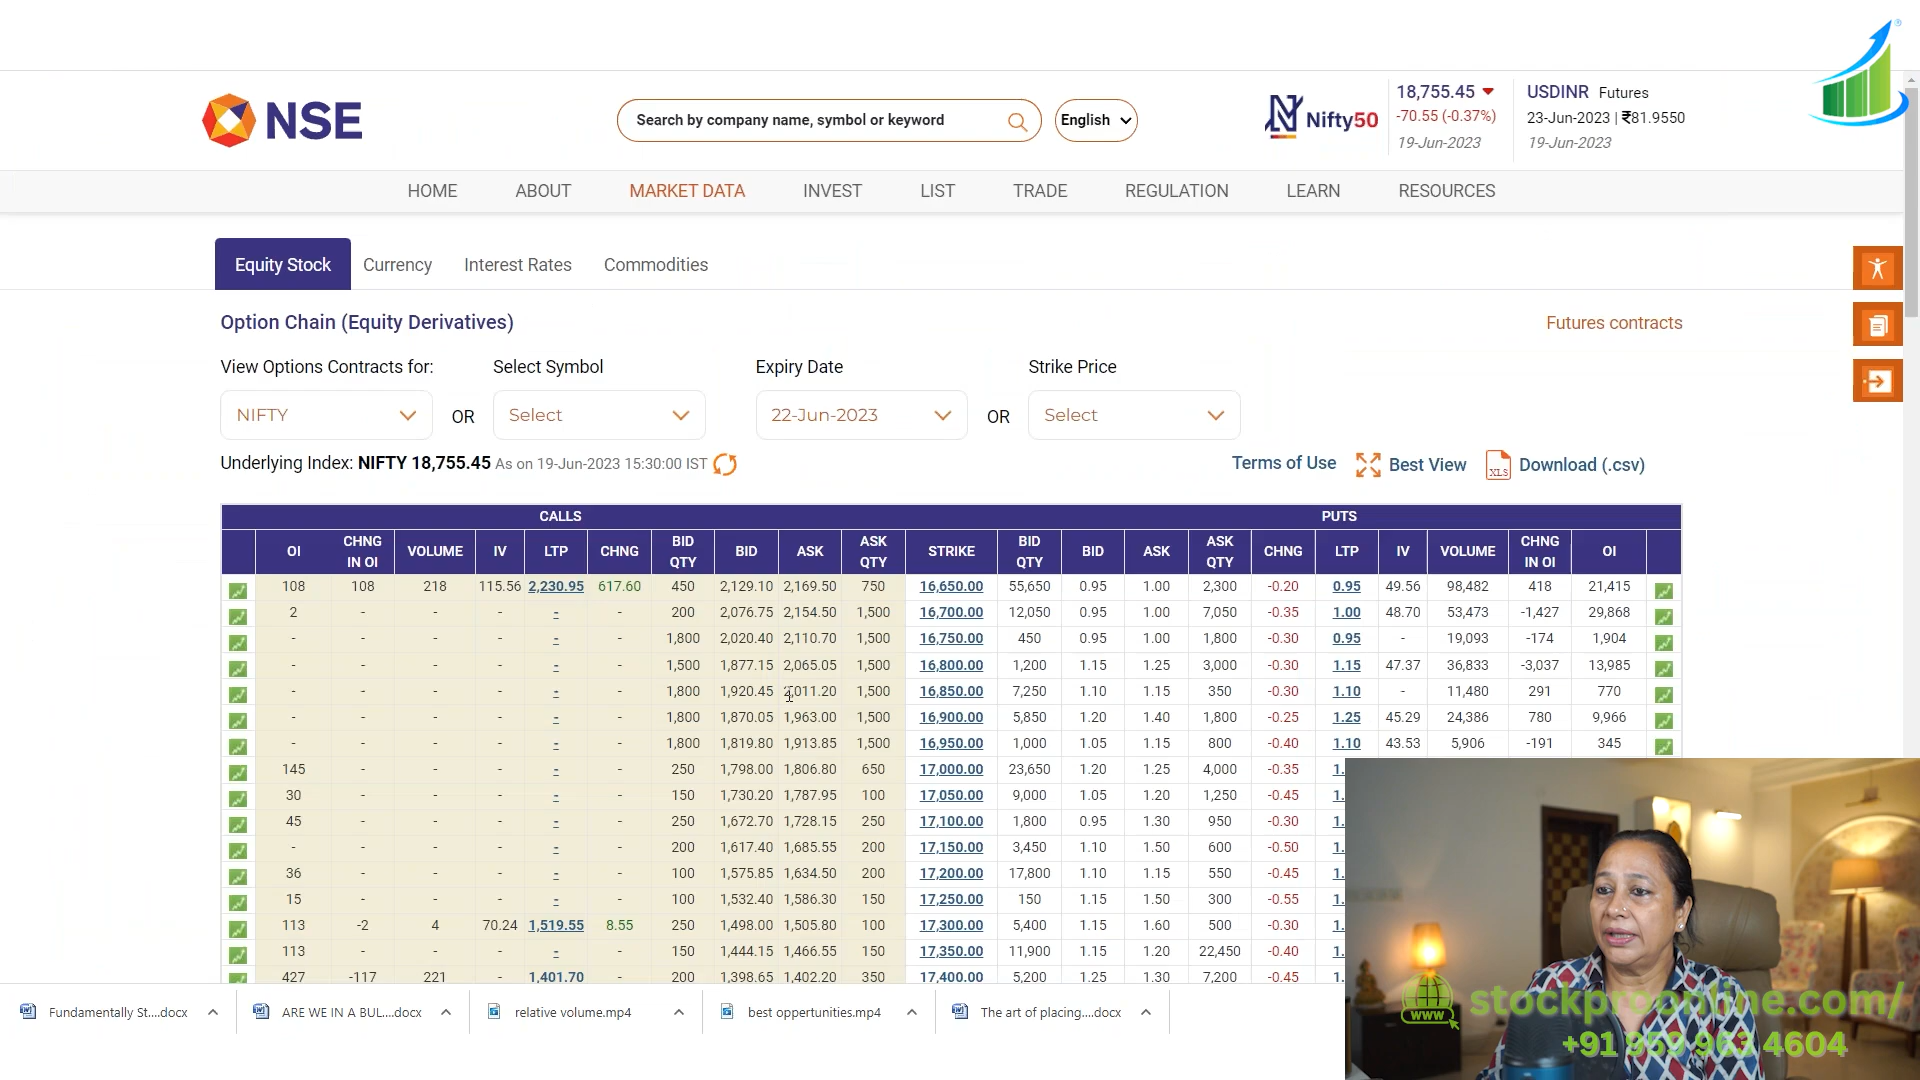 NSE
Search by company name, symbol or keyword
English
Nifty50
18,755.45
-70.55 (-0.37%)
19-Jun-2023
USDINR Futures
23-Jun-2023 | ₹81.9550
19-Jun-2023
HOME ABOUT MARKET DATA INVEST LIST TRADE REGULATION LEARN RESOURCES
Equity Stock Currency Interest Rates Commodities
Option Chain (Equity Derivatives)
Futures contracts
View Options Contracts for: Select Symbol Expiry Date Strike Price
NIFTY OR Select 22-Jun-2023 OR Select
Underlying Index: NIFTY 18,755.45 As on 19-Jun-2023 15:30:00 IST
Terms of Use Best View XLS Download (.csv)
CALLS PUTS
OI CHNG IN OI VOLUME IV LTP CHNG BID QTY BID ASK ASK QTY STRIKE BID QTY BID ASK ASK QTY CHNG LTP IV VOLUME CHNG IN OI OI
108 108 218 115.56 2,230.95 617.60 450 2,129.10 2,169.50 750 16,650.00 55,650 0.95 1.00 2,300 -0.20 0.95 49.56 98,482 418 21,415
2 - - - - - 200 2,076.75 2,154.50 1,500 16,700.00 12,050 0.95 1.00 7,050 -0.35 1.00 48.70 53,473 -1,427 29,868
- - - - - - 1,800 2,020.40 2,110.70 1,500 16,750.00 450 0.95 1.00 1,800 -0.30 0.95 - 19,093 -174 1,904
- - - - - - 1,500 1,877.15 2,065.05 1,500 16,800.00 1,200 1.15 1.25 3,000 -0.30 1.15 47.37 36,833 -3,037 13,985
- - - - - - 1,800 1,920.45 2,011.20 1,500 16,850.00 7,250 1.10 1.15 350 -0.30 1.10 - 11,480 291 770
- - - - - - 1,800 1,870.05 1,963.00 1,500 16,900.00 5,850 1.20 1.40 1,800 -0.25 1.25 45.29 24,386 780 9,966
- - - - - - 1,800 1,819.80 1,913.85 1,500 16,950.00 1,000 1.05 1.15 800 -0.40 1.10 43.53 5,906 -191 345
145 - - - - - 250 1,798.00 1,806.80 650 17,000.00 23,650 1.20 1.25 4,000 -0.35 1.
30 - - - - - 150 1,730.20 1,787.95 100 17,050.00 9,000 1.05 1.20 1,250 -0.45 1.
45 - - - - - 250 1,672.70 1,728.15 250 17,100.00 1,800 0.95 1.30 950 -0.30 1.
- - - - - - 200 1,617.40 1,685.55 200 17,150.00 3,450 1.10 1.50 600 -0.50 1.
36 - - - - - 100 1,575.85 1,634.50 200 17,200.00 17,800 1.10 1.15 550 -0.45 1.
15 - - - - - 100 1,532.40 1,586.30 150 17,250.00 150 1.15 1.50 300 -0.55 1.
113 -2 4 70.24 1,519.55 8.55 250 1,498.00 1,505.80 100 17,300.00 5,400 1.15 1.60 500 -0.30 1.
113 - - - - - 150 1,444.15 1,466.55 150 17,350.00 11,900 1.15 1.20 22,450 -0.40 1.
427 -117 221 - 1,401.70 - 200 1,398.65 1,402.20 350 17,400.00 5,200 1.25 1.30 7,200 -0.45 1.
Fundamentally St....docx ARE WE IN A BUL....docx relative volume.mp4 best oppertunities.mp4 The art of placing....docx
WWW stockproonline.com/
+91 959 963 4604